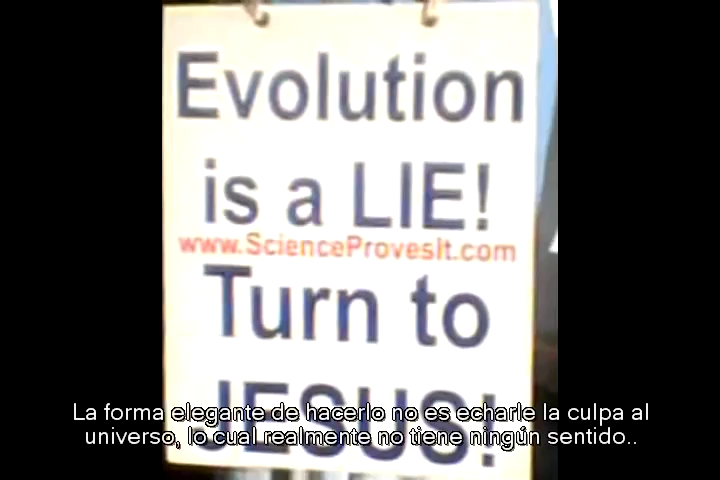 Evolution
is a LIE!
www.ScienceProvesIt.com
Turn to
JESUS!
La forma elegante de hacerlo no es echarle la culpa al
universo, lo cual realmente no tiene ningún sentido..